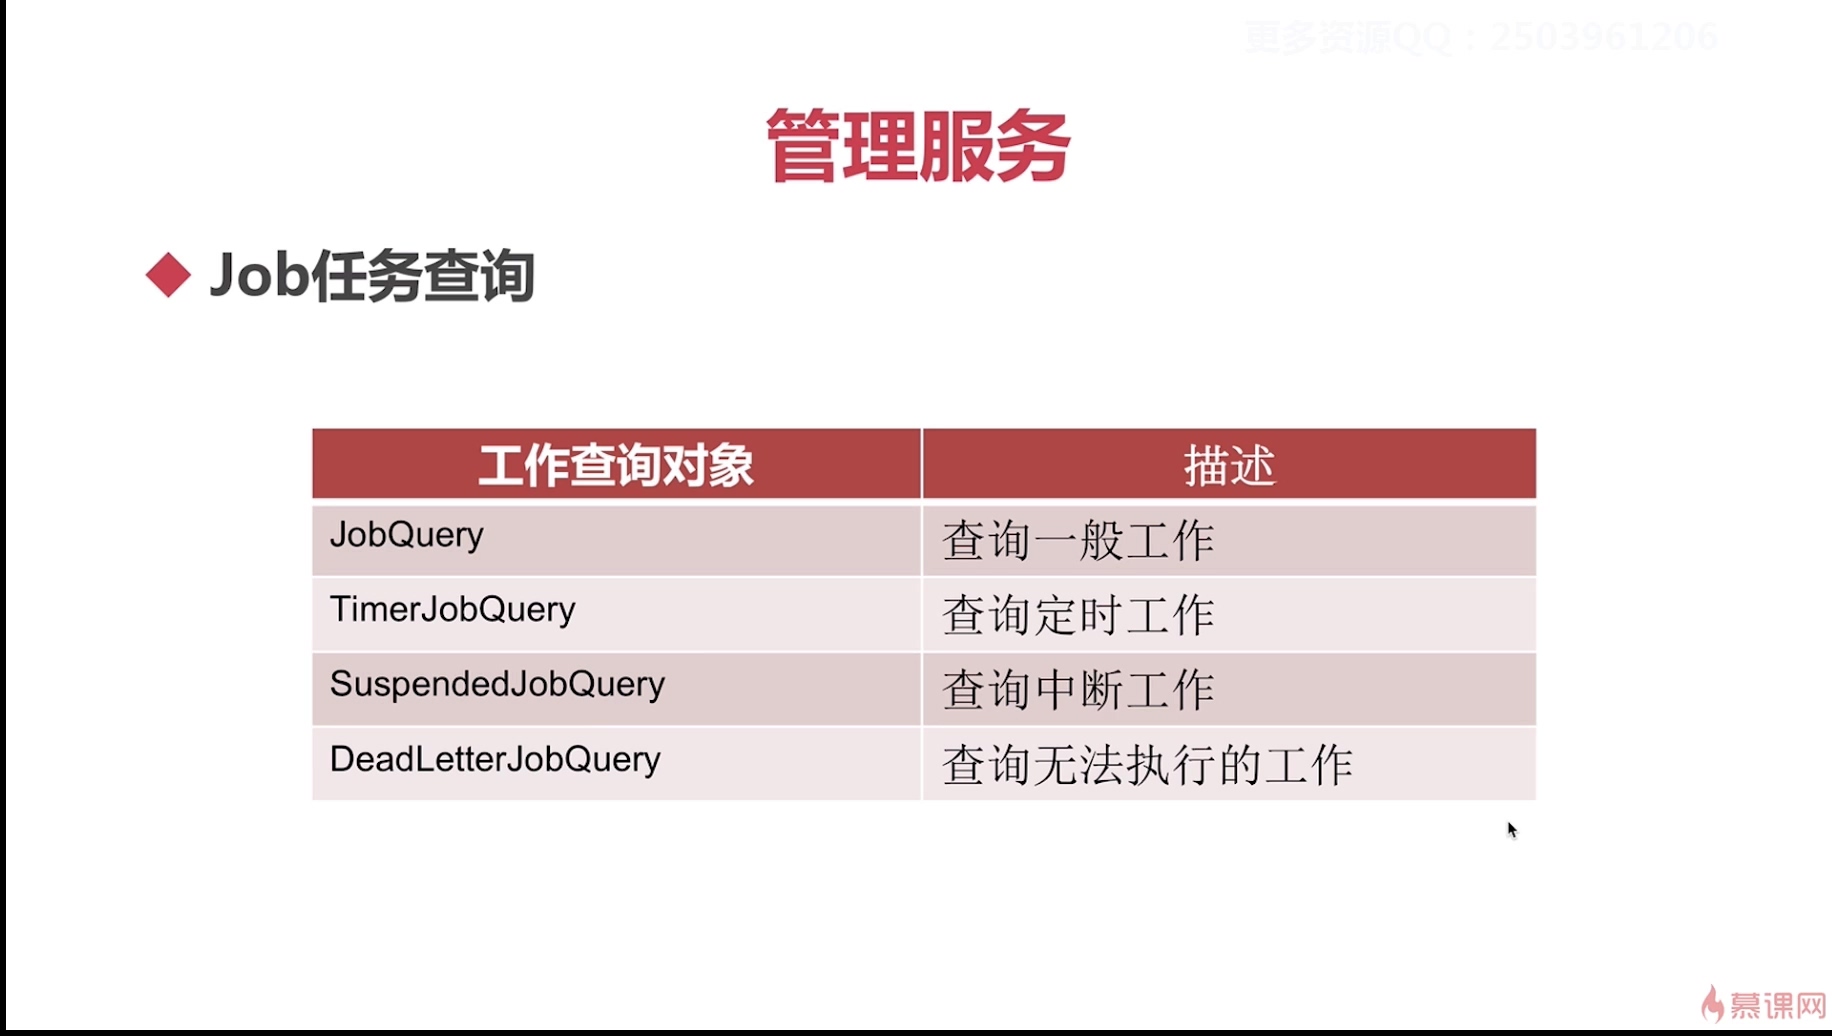 更多资源QQ：2503961206
管理服务
Job任务查询
工作查询对象 描述
JobQuery 查询一般工作
TimerJobQuery 查询定时工作
SuspendedJobQuery 查询中断工作
DeadLetterJobQuery 查询无法执行的工作
慕课网